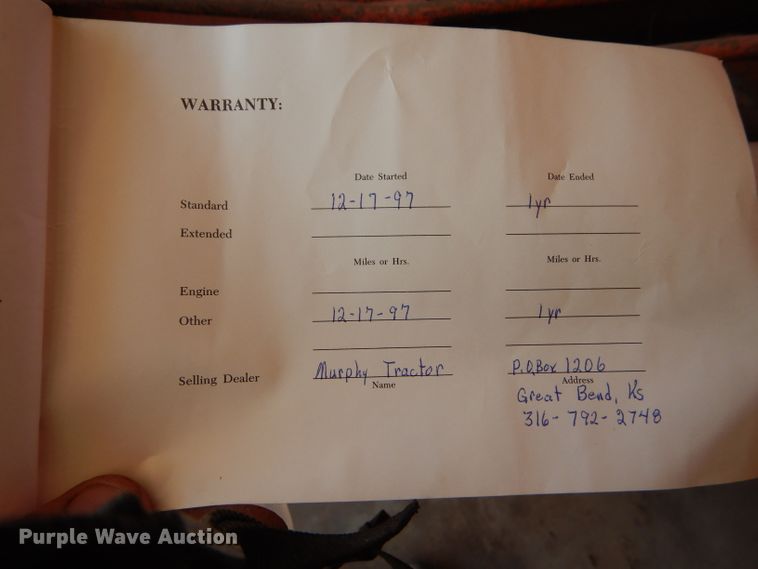 WARRANTY:
Date Started Date Ended
Standard 12-17-97 1yr
Extended
Miles or Hrs. Miles or Hrs.
Engine
Other 12-17-97 1yr
Selling Dealer Murphy Tractor P.O.Box 1206
Name Address
Great Bend, Ks
316-792-2748
Purple Wave Auction